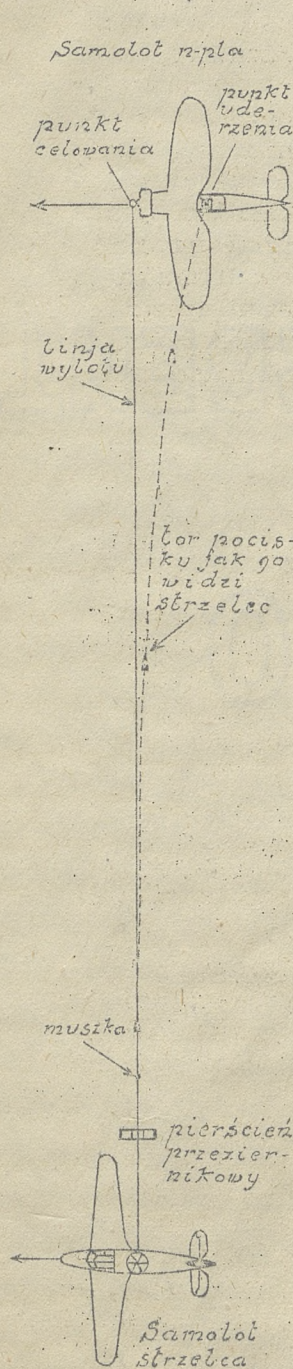 Samolot n-pla
punkt
celowania
punkt
ude-
rzenia
linja
wylotu
tor pocis-
ku jak go
widzi
strzelec
muszka
pierścień
przezier-
nikowy
Samolot
strzelca